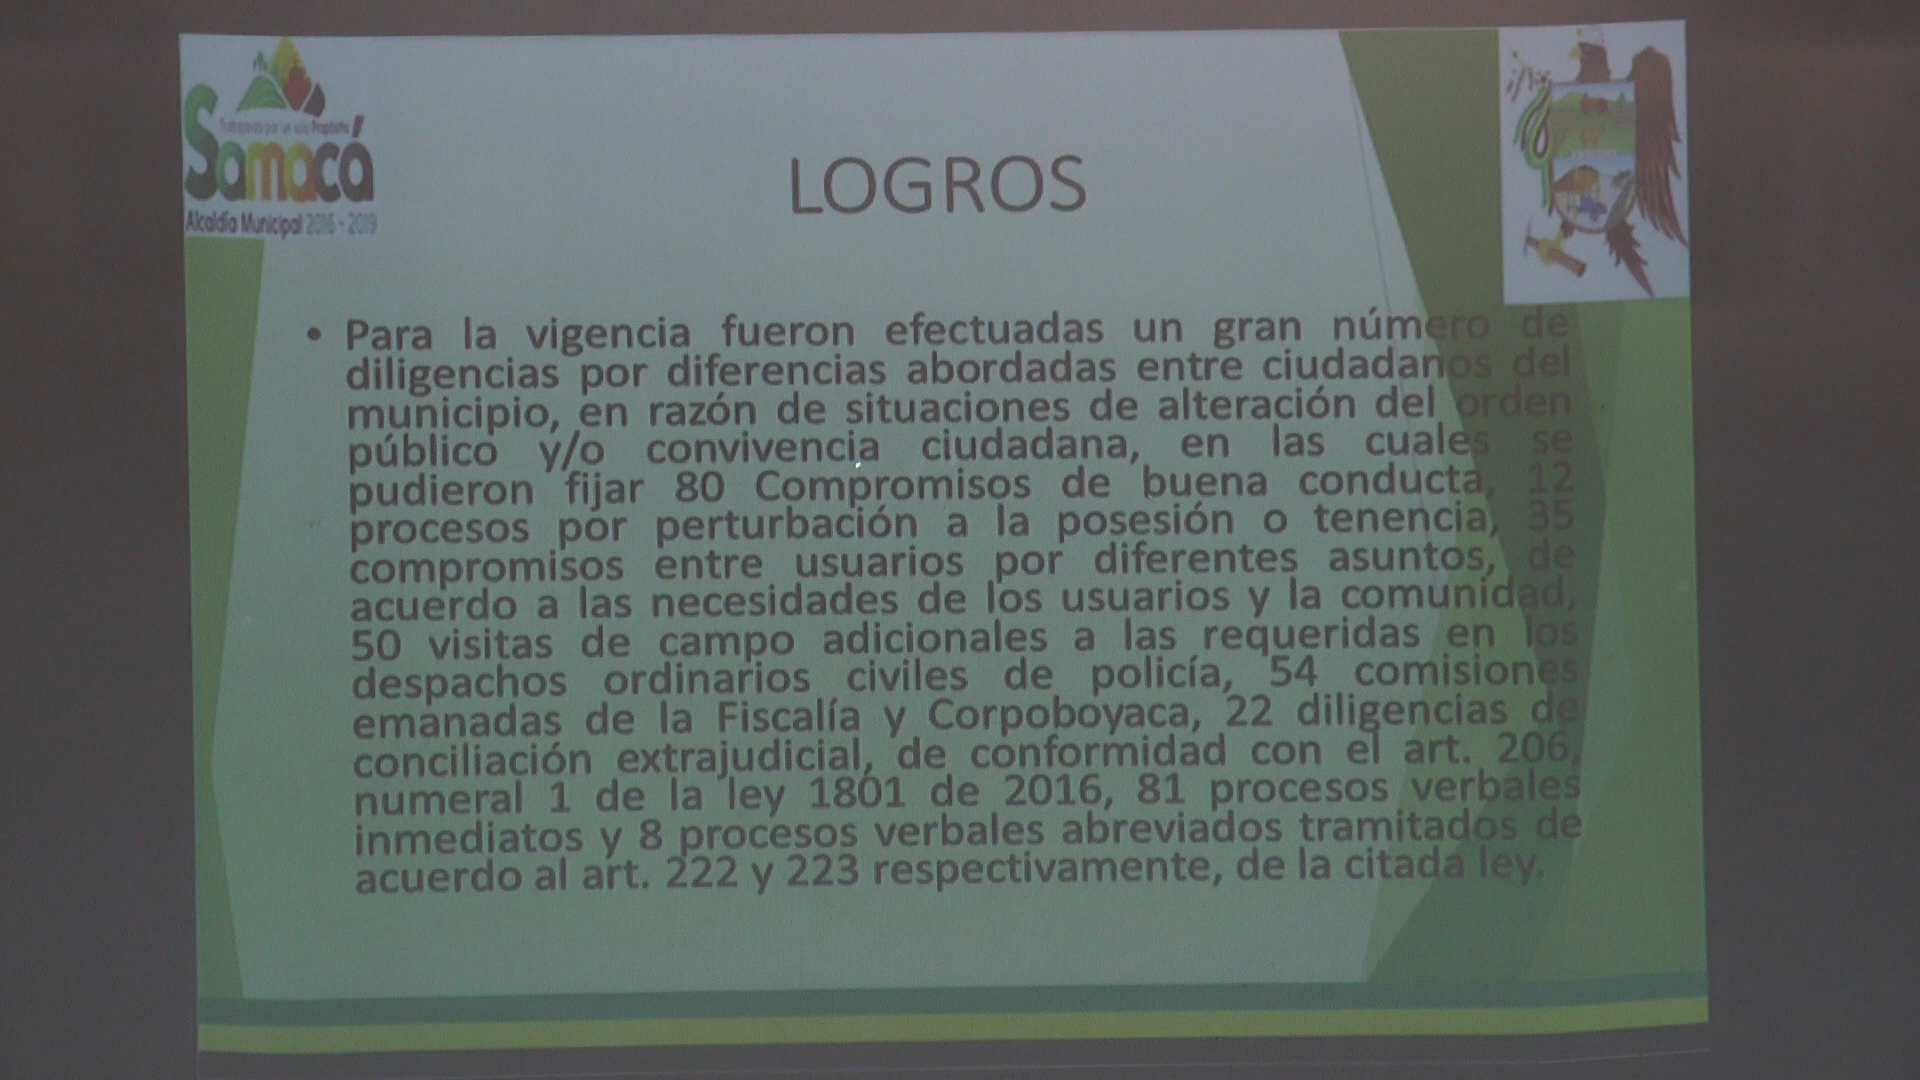 Trabajando por un solo Propósito!
Samacá
Alcaldía Municipal 2016 - 2019
LOGROS
• Para la vigencia fueron efectuadas un gran número de
diligencias por diferencias abordadas entre ciudadanos del
municipio, en razón de situaciones de alteración del orden
público y/o convivencia ciudadana, en las cuales se
pudieron fijar 80 Compromisos de buena conducta, 12
procesos por perturbación a la posesión o tenencia, 35
compromisos entre usuarios por diferentes asuntos, de
acuerdo a las necesidades de los usuarios y la comunidad,
50 visitas de campo adicionales a las requeridas en los
despachos ordinarios civiles de policía, 54 comisiones
emanadas de la Fiscalía y Corpoboyaca, 22 diligencias de
conciliación extrajudicial, de conformidad con el art. 206,
numeral 1 de la ley 1801 de 2016, 81 procesos verbales
inmediatos y 8 procesos verbales abreviados tramitados de
acuerdo al art. 222 y 223 respectivamente, de la citada ley.